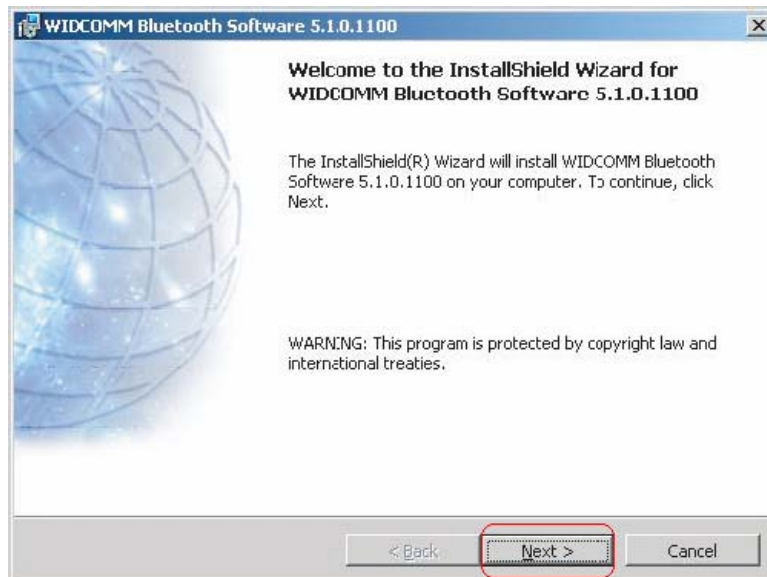 WIDCOMM Bluetooth Software 5.1.0.1100
Welcome to the InstallShield Wizard for
WIDCOMM Bluetooth Software 5.1.0.1100
The InstallShield(R) Wizard will install WIDCOMM Bluetooth
Software 5.1.0.1100 on your computer. To continue, click
Next.
WARNING: This program is protected by copyright law and
international treaties.
< Back
Next >
Cancel